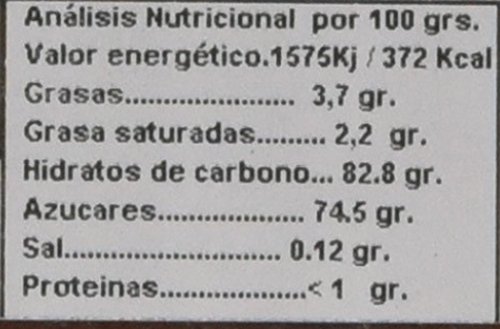 Análisis Nutricional por 100 grs.
Valor energético.1575Kj / 372 Kcal
Grasas...................... 3,7 gr.
Grasa saturadas......... 2,2 gr.
Hidratos de carbono... 82.8 gr.
Azucares................... 74.5 gr.
Sal............................ 0.12 gr.
Proteinas...................< 1 gr.